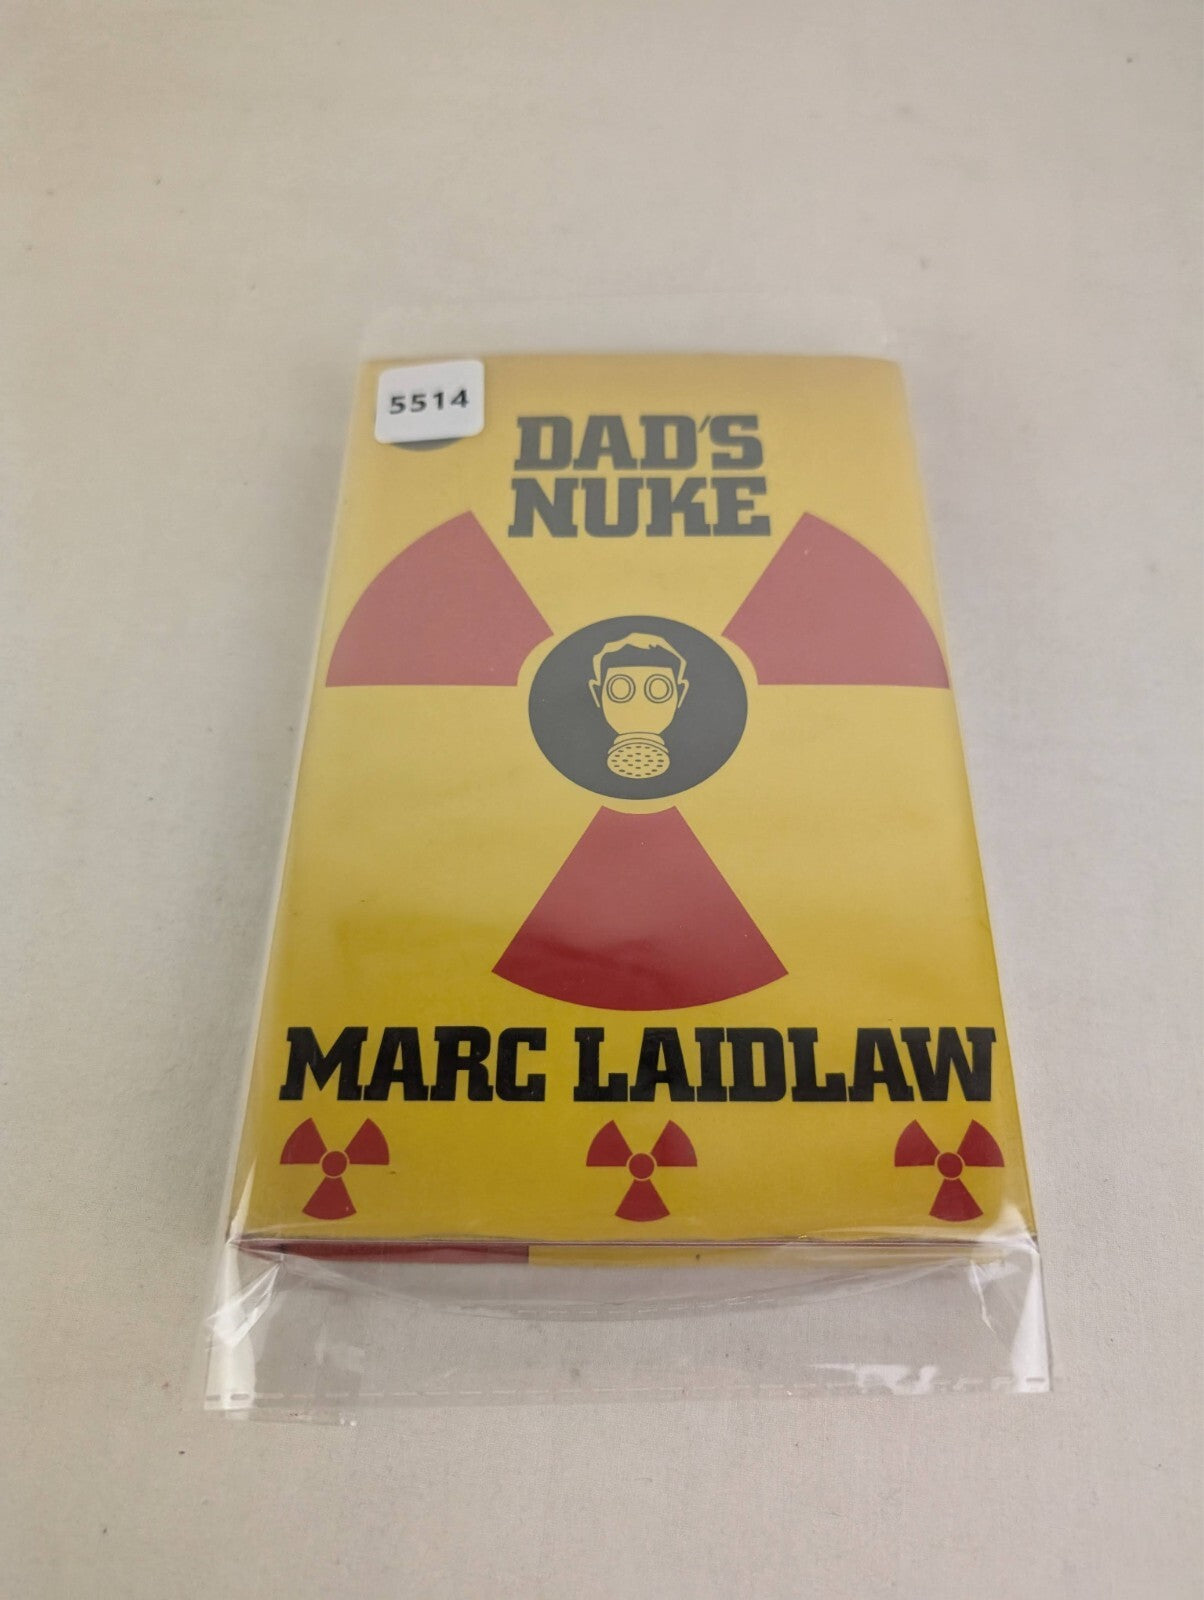 5514
DAD'S
NUKE
MARC LAIDLAW